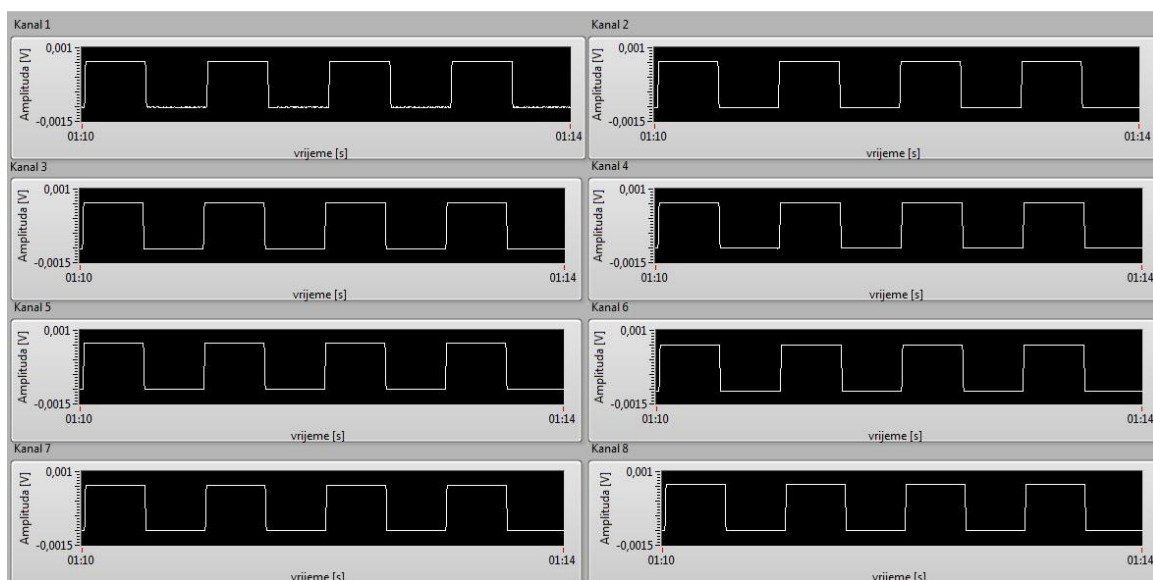 Kanal 1
Amplituda [V]
0,001
-0,0015
01:10
01:14
vrijeme [s]
Kanal 2
Amplituda [V]
0,001
-0,0015
01:10
01:14
vrijeme [s]
Kanal 3
Amplituda [V]
0,001
-0,0015
01:10
01:14
vrijeme [s]
Kanal 4
Amplituda [V]
0,001
-0,0015
01:10
01:14
vrijeme [s]
Kanal 5
Amplituda [V]
0,001
-0,0015
01:10
01:14
vrijeme [s]
Kanal 6
Amplituda [V]
0,001
-0,0015
01:10
01:14
vrijeme [s]
Kanal 7
Amplituda [V]
0,001
-0,0015
01:10
01:14
vrijeme [s]
Kanal 8
Amplituda [V]
0,001
-0,0015
01:10
01:14
vrijeme [s]